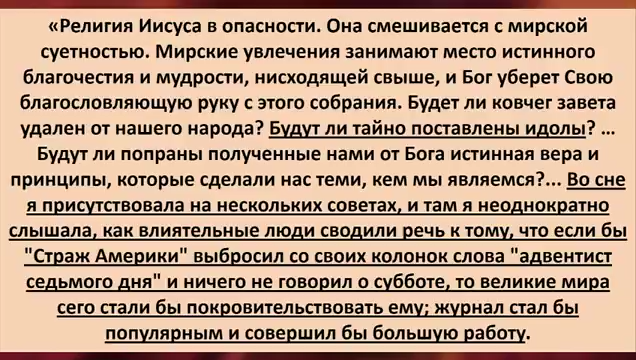 «Религия Иисуса в опасности. Она смешивается с мирской
суетностью. Мирские увлечения занимают место истинного
благочестия и мудрости, нисходящей свыше, и Бог уберет Свою
благословляющую руку с этого собрания. Будет ли ковчег завета
удален от нашего народа? Будут ли тайно поставлены идолы? ...
Будут ли попраны полученные нами от Бога истинная вера и
принципы, которые сделали нас теми, кем мы являемся?... Во сне
я присутствовала на нескольких советах, и там я неоднократно
слышала, как влиятельные люди сводили речь к тому, что если бы
"Страж Америки" выбросил со своих колонок слова "адвентист
седьмого дня" и ничего не говорил о субботе, то великие мира
сего стали бы покровительствовать ему; журнал стал бы
популярным и совершил бы большую работу.